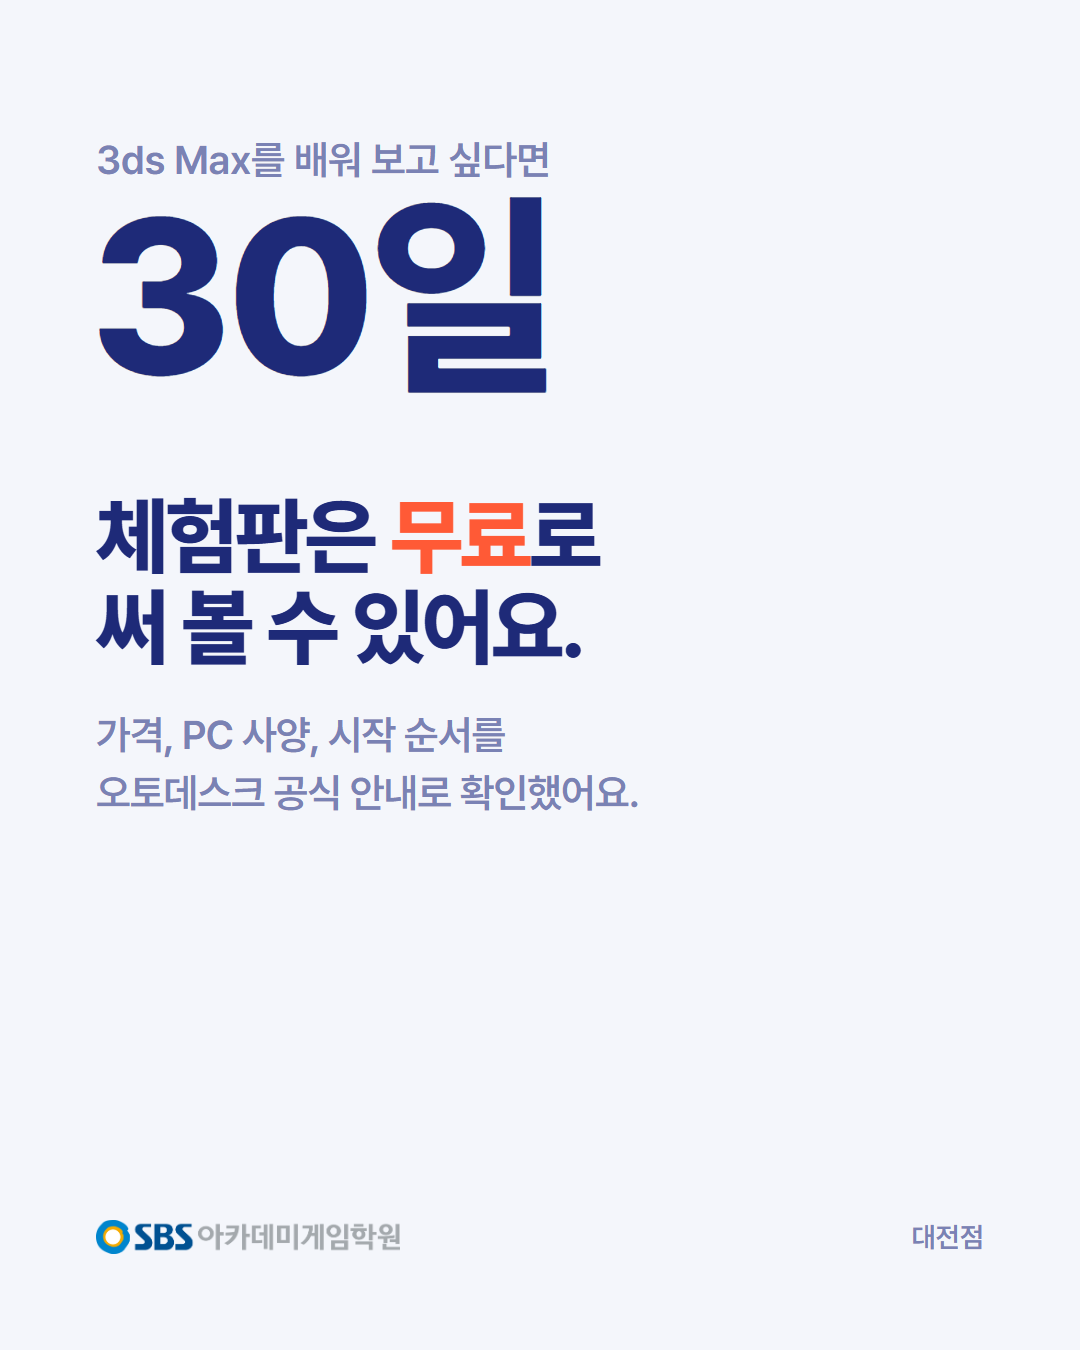 3ds Max를 배워 보고 싶다면
30일
체험판은 무료로
써 볼 수 있어요.
가격, PC 사양, 시작 순서를
오토데스크 공식 안내로 확인했어요.
SBS 아카데미게임학원
대전점